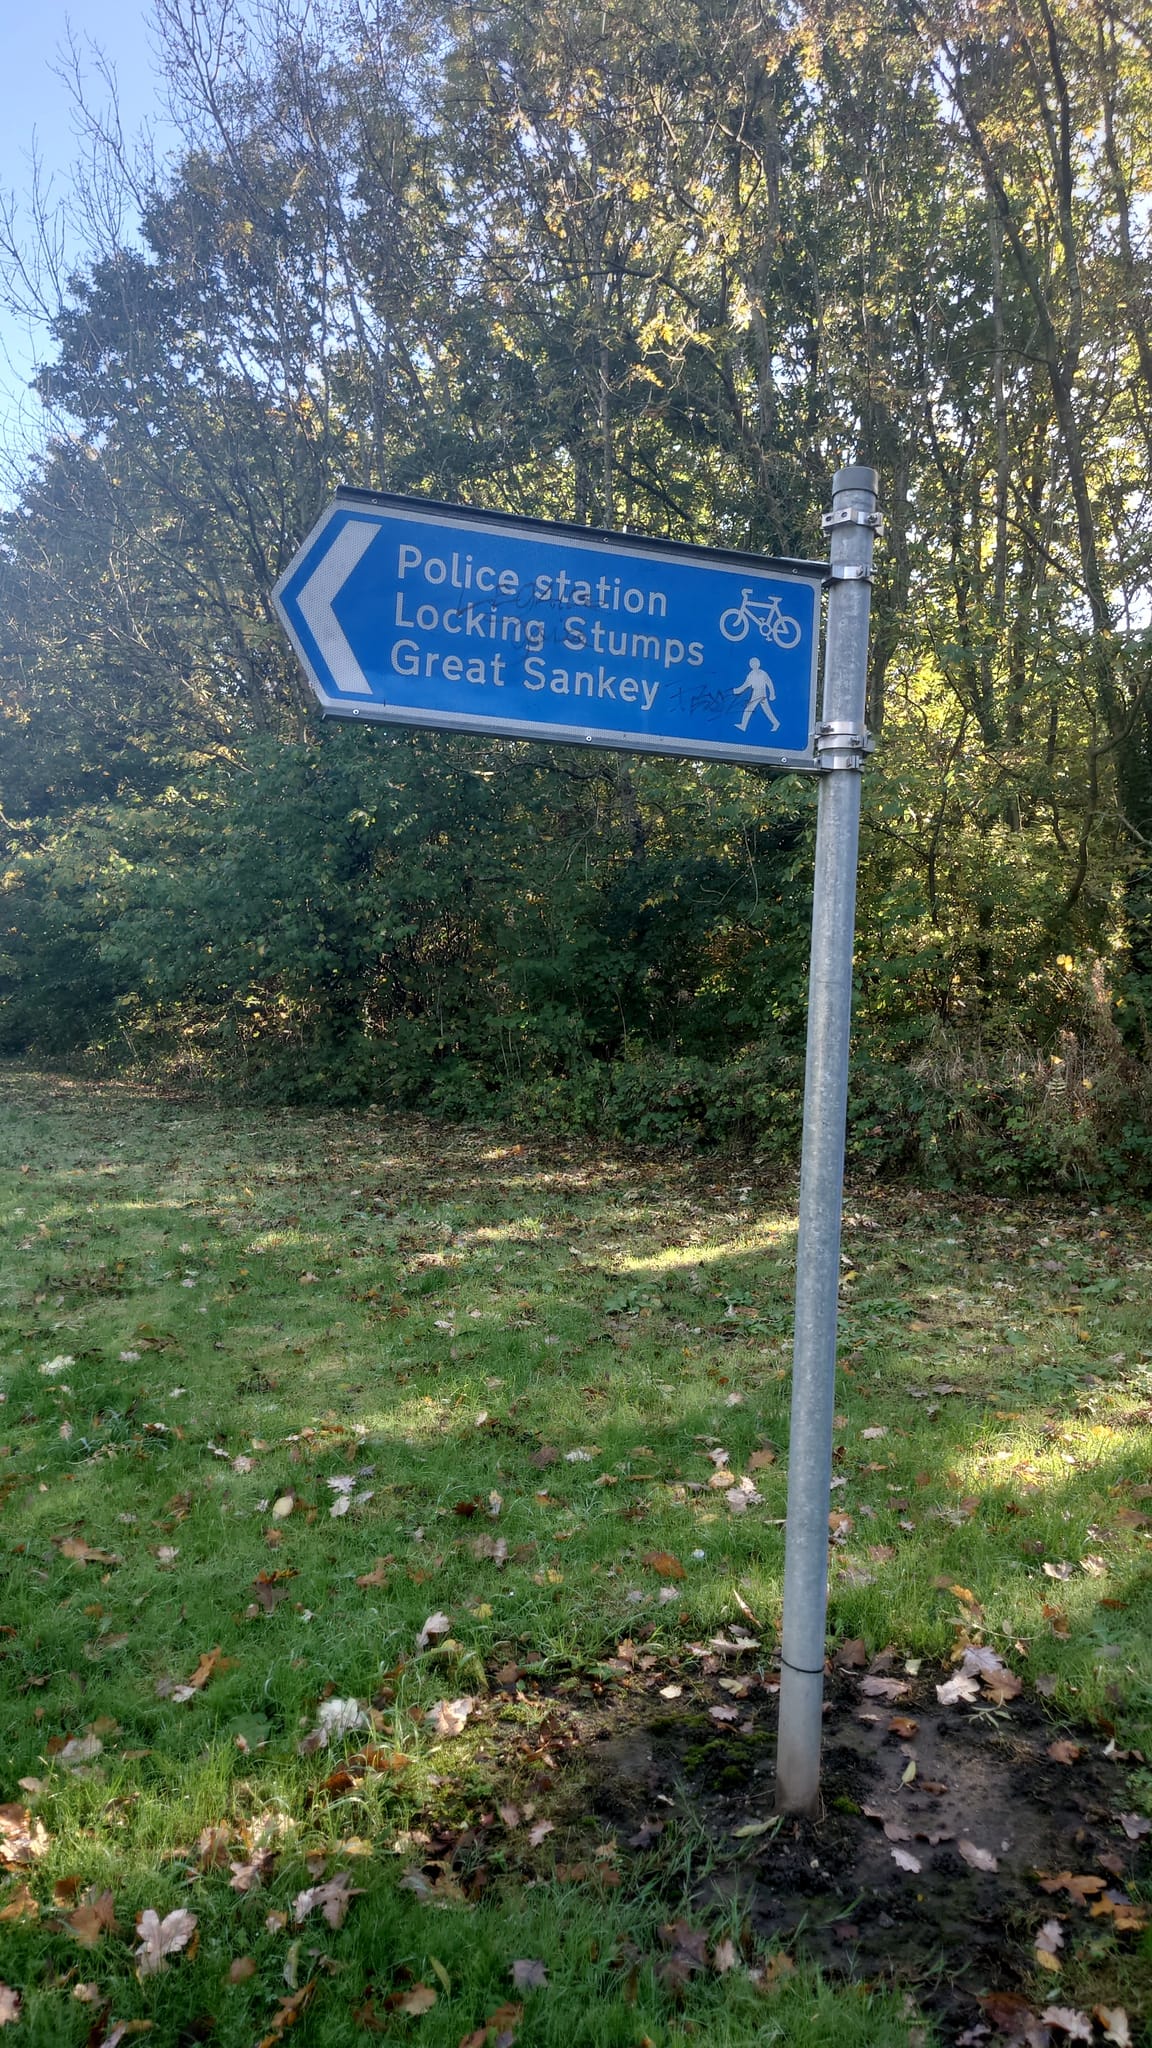 Police station
Locking Stumps
Great Sankey